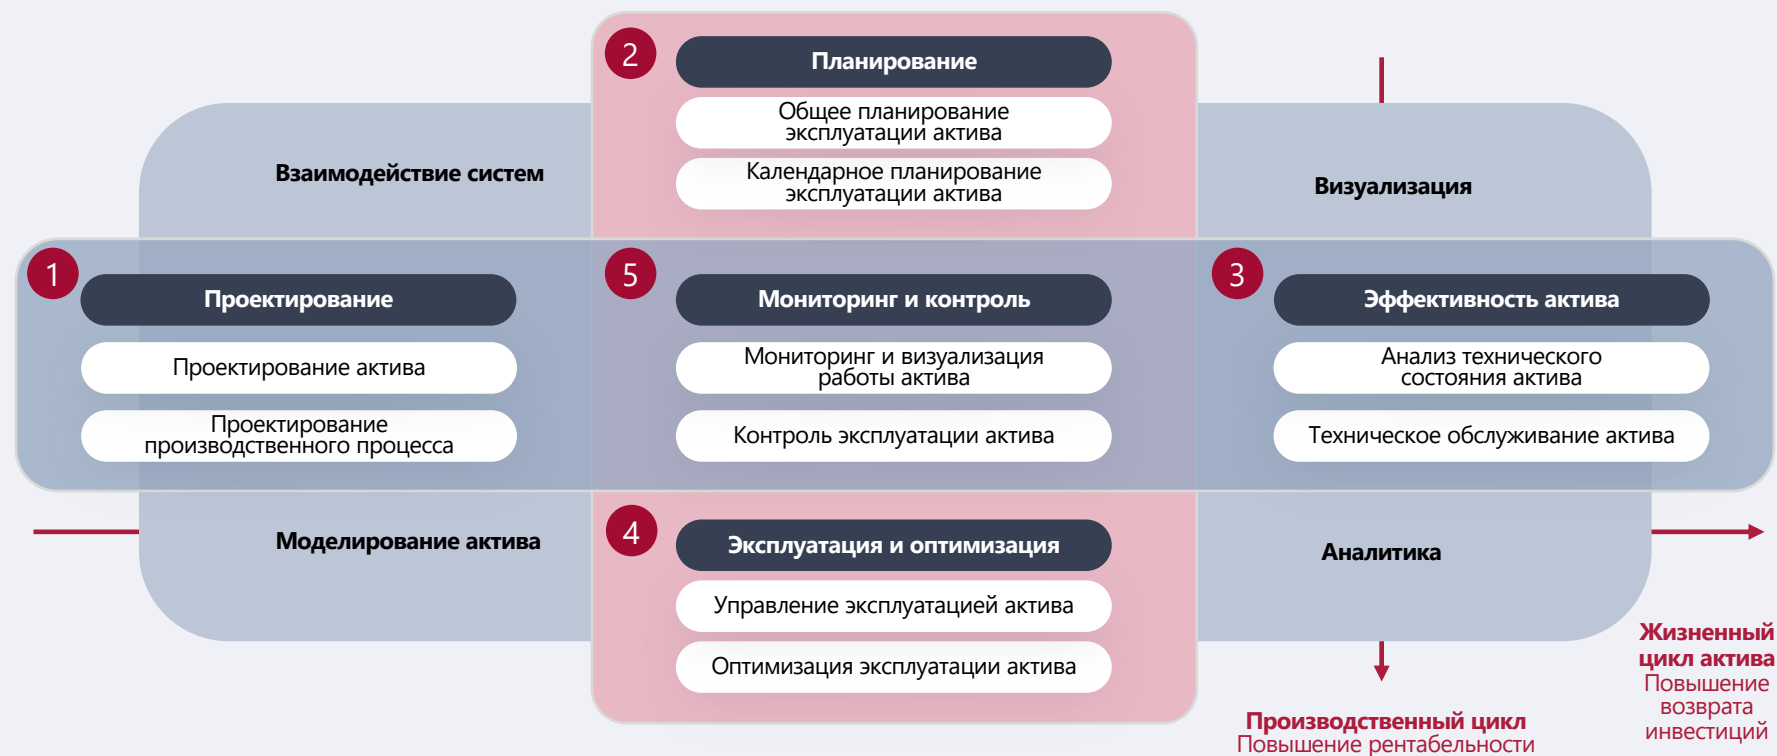 2
Планирование
Общее планирование
эксплуатации актива
Календарное планирование
эксплуатации актива
Взаимодействие систем
Визуализация
1
Проектирование
Проектирование актива
Проектирование
производственного процесса
5
Мониторинг и контроль
Мониторинг и визуализация
работы актива
Контроль эксплуатации актива
3
Эффективность актива
Анализ технического
состояния актива
Техническое обслуживание актива
Моделирование актива
4
Эксплуатация и оптимизация
Управление эксплуатацией актива
Оптимизация эксплуатации актива
Аналитика
Жизненный
цикл актива
Повышение
возврата
инвестиций
Производственный цикл
Повышение рентабельности